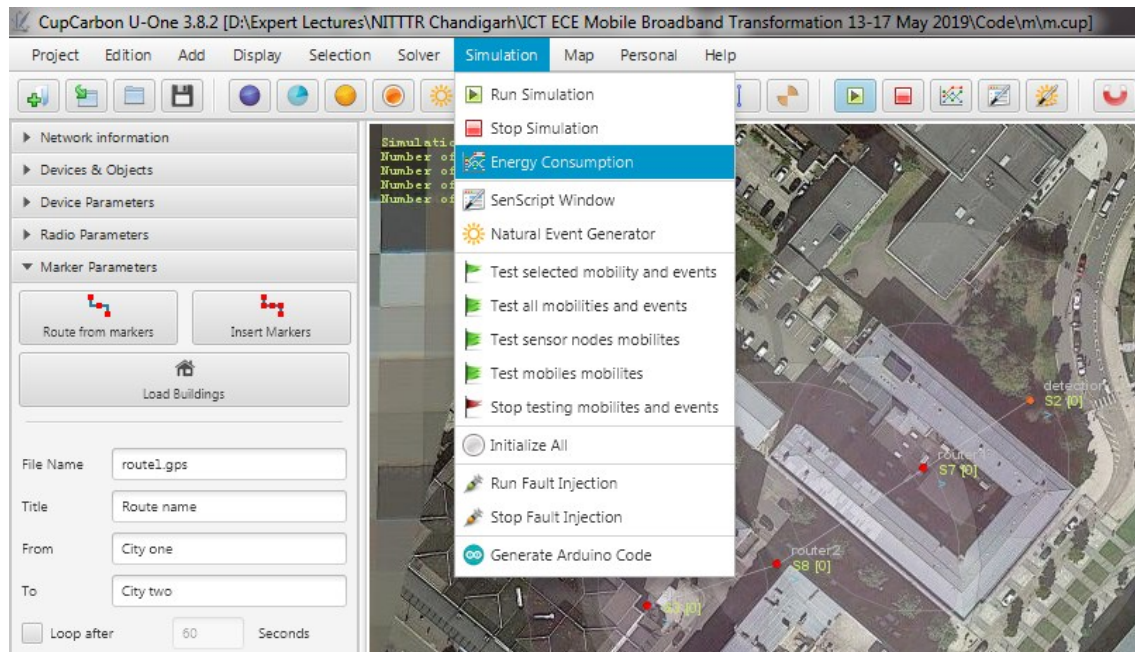 CupCarbon U-One 3.8.2 [D:\Expert Lectures\NITTTR Chandigarh\ICT ECE Mobile Broadband Transformation 13-17 May 2019\Code\m\m.cup]
Project Edition Add Display Selection Solver Simulation Map Personal Help
Network information
Devices & Objects
Device Parameters
Radio Parameters
Marker Parameters
Route from markers
Insert Markers
Load Buildings
File Name route1.gps
Title Route name
From City one
To City two
Loop after 60 Seconds
Number of
Number of
Number of
Number of
Run Simulation
Stop Simulation
Energy Consumption
SenScript Window
Natural Event Generator
Test selected mobility and events
Test all mobilities and events
Test sensor nodes mobilites
Test mobiles mobilites
Stop testing mobilites and events
Initialize All
Run Fault Injection
Stop Fault Injection
Generate Arduino Code
detection
S2 [0]
S7 [0]
router2
S8 [0]